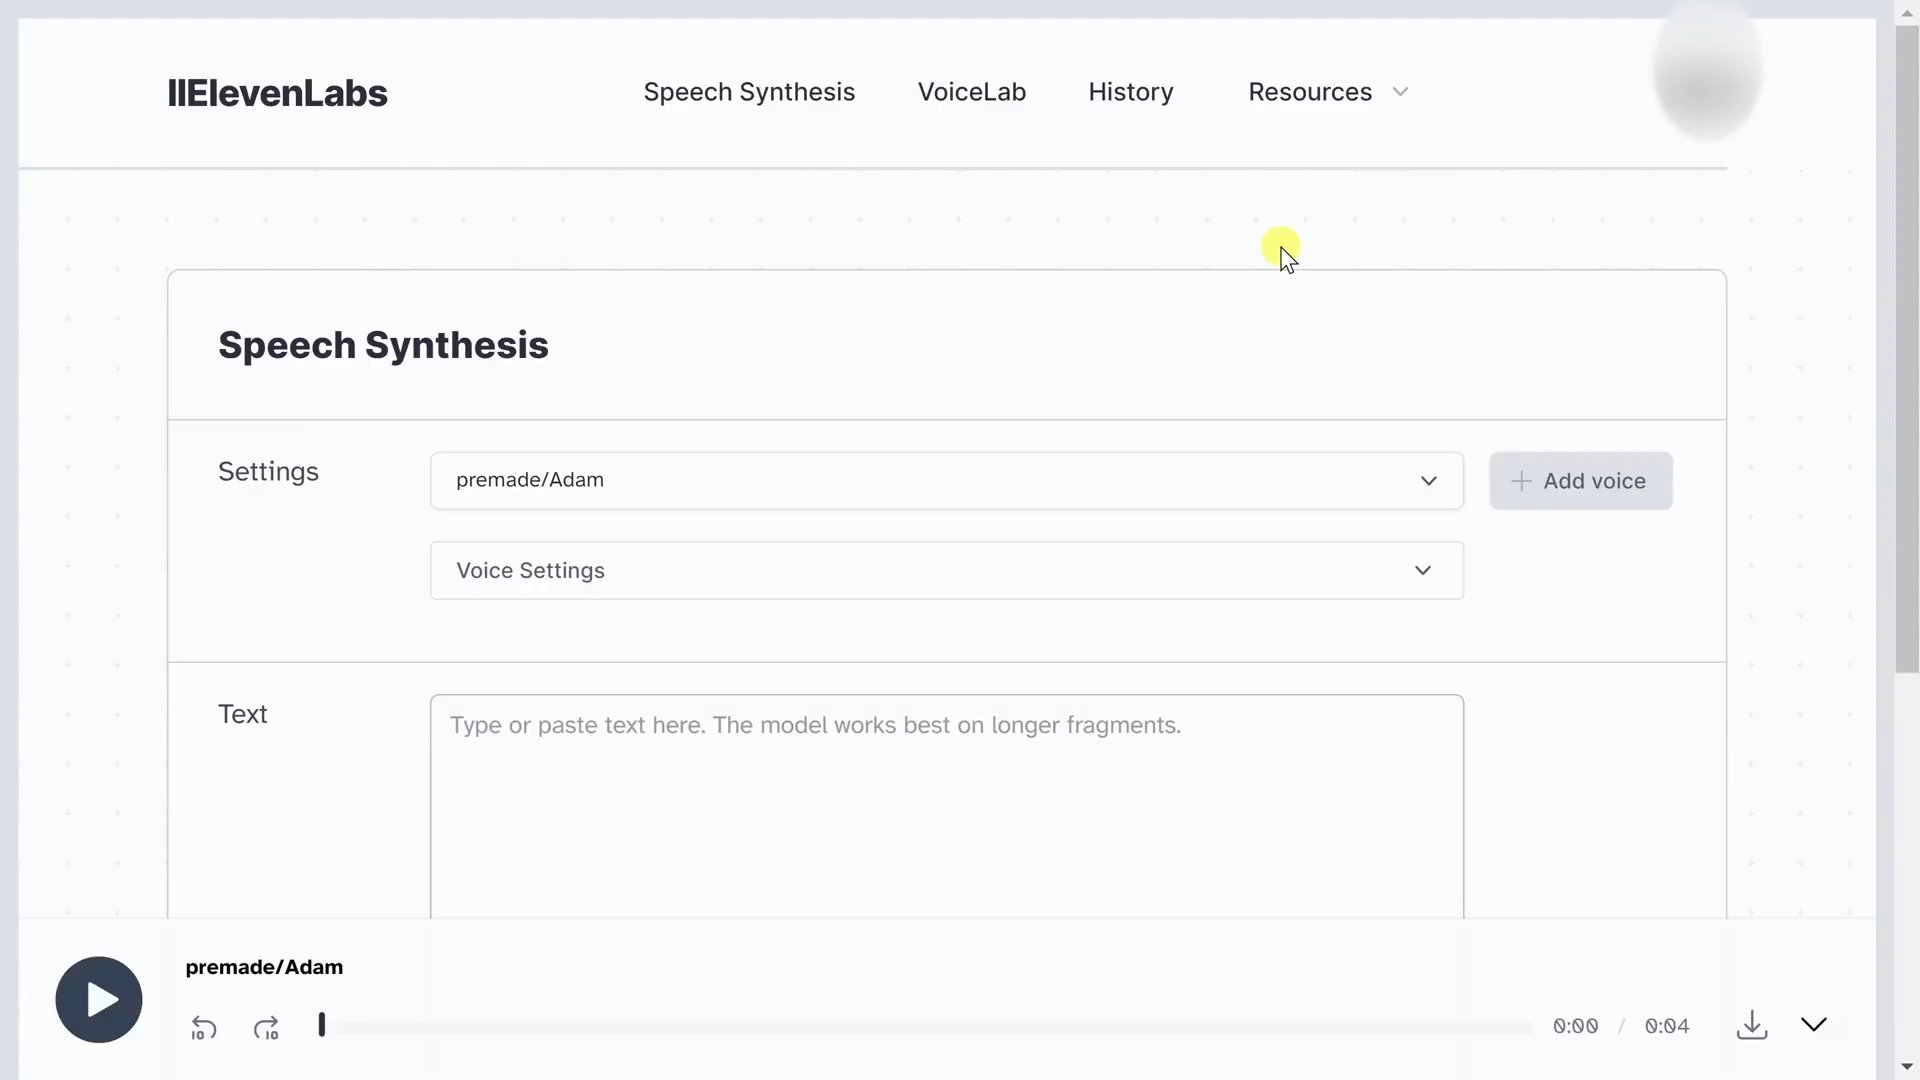 IIElevenLabs
Speech Synthesis
VoiceLab
History
Resources
Speech Synthesis
Settings
premade/Adam
+ Add voice
Voice Settings
Text
Type or paste text here. The model works best on longer fragments.
premade/Adam
10
10
0:00 / 0:04